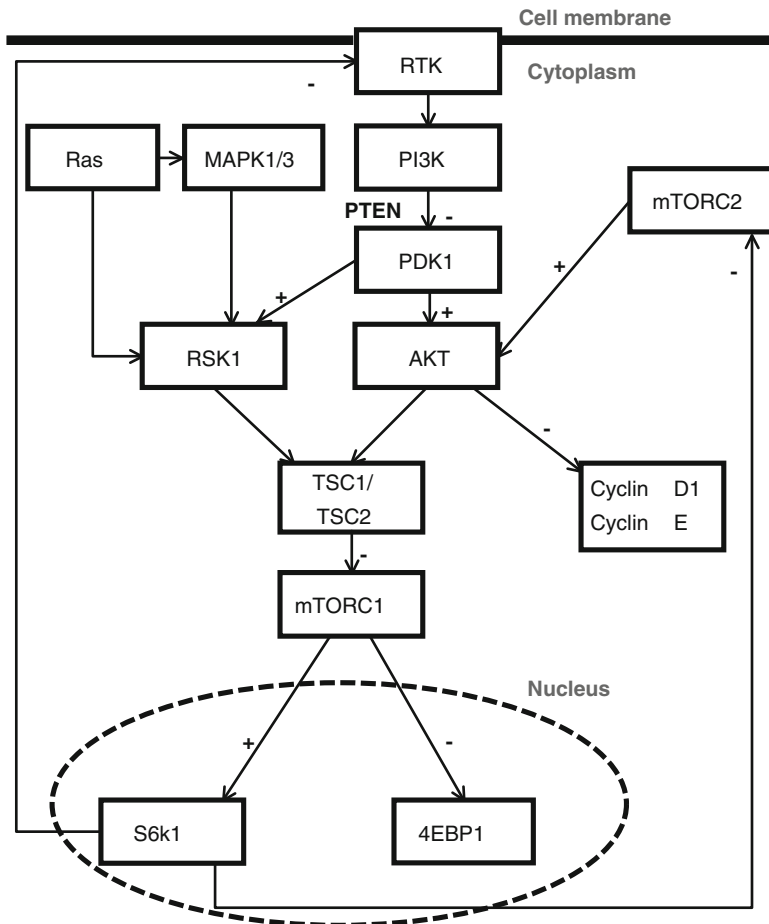 Cell membrane
RTK
Cytoplasm
-
Ras
MAPK1/3
PI3K
mTORC2
PTEN
-
PDK1
+
-
+
+
RSK1
AKT
-
TSC1/
TSC2
Cyclin D1
Cyclin E
-
mTORC1
Nucleus
+
-
S6k1
4EBP1